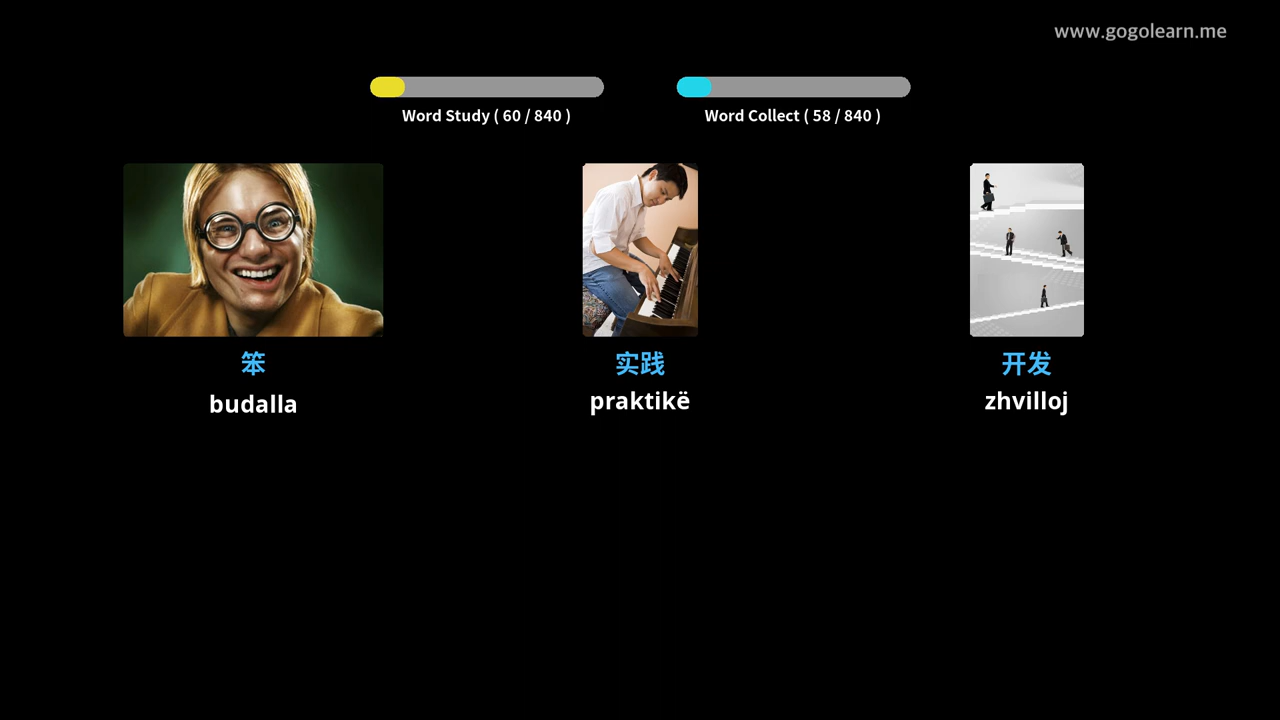 www.gogolearn.me
Word Study ( 60 / 840 )
Word Collect ( 58 / 840 )
笨
budalla
实践
praktikë
开发
zhvilloj